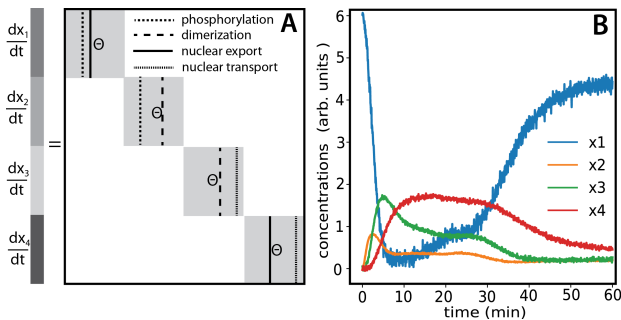 A
phosphorylation
dimerization
nuclear export
nuclear transport
dx1
dt
dx2
dt
dx3
dt
dx4
dt
=
Θ
Θ
Θ
Θ
B
concentrations (arb. units )
6
5
4
3
2
1
0
x1
x2
x3
x4
0 10 20 30 40 50 60
time (min)